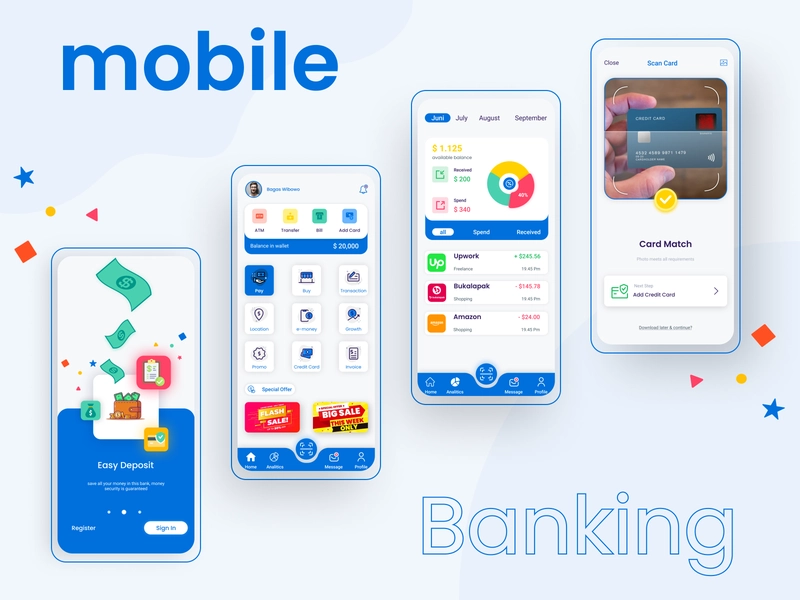 mobile
Easy Deposit
save all your money in this bank, money
security is guaranteed
Register
Sign In
Bagas Wibowo
ATM
Transfer
Bill
Add Card
Balance in wallet
$ 20,000
Pay
Buy
Transaction
Location
e-money
Growth
Promo
Credit Card
Invoice
Special Offer
FLASH
SALE!
BIG SALE
THIS WEEK
ONLY
Home
Analitics
Message
Profile
Juni
July
August
September
$ 1.125
available balance
Received
$ 200
Spend
$ 340
40%
all
Spend
Received
Up
Upwork
+ $245.56
Freelance
19.45 Pm
Bukalapak
- $145.78
Shopping
19.45 Pm
Amazon
- $24.00
Shopping
19.45 Pm
Home
Analitics
Message
Profile
Close
Scan Card
CREDIT CARD
4532 4589 9971 1475
Card Match
Photo meets all requirements
Next Step
Add Credit Card
Download later & continue?
Banking